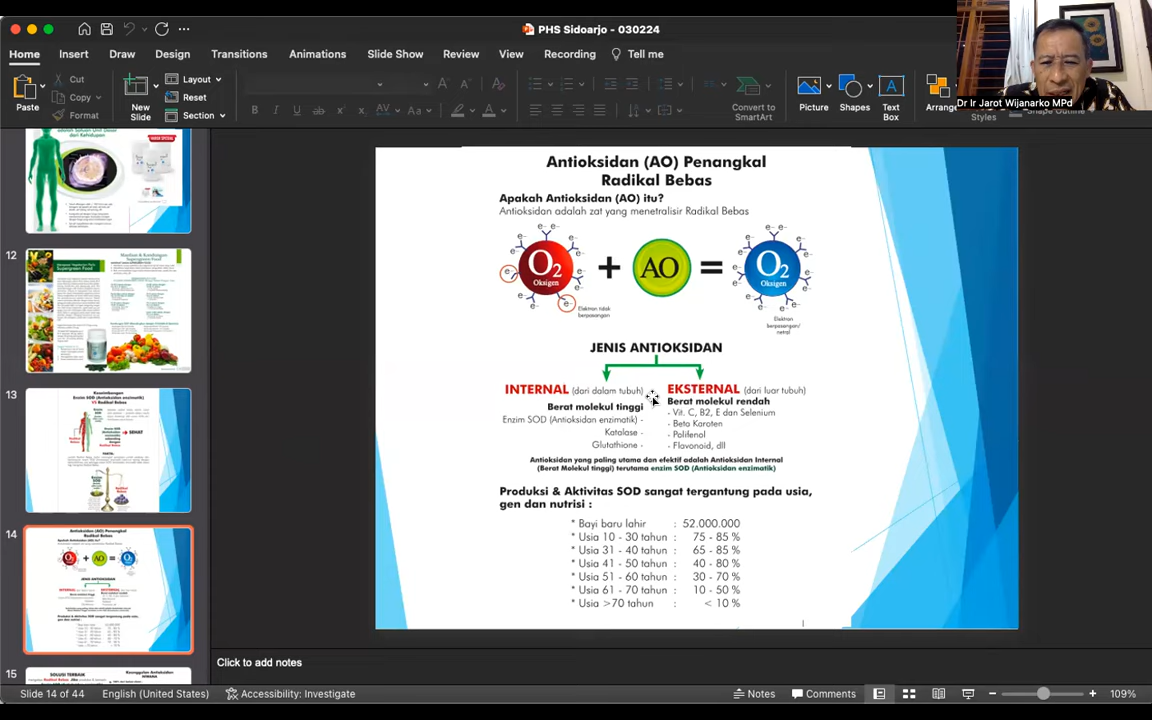 PHS Sidoarjo - 030224
Home Insert Draw Design Transitions Animations Slide Show Review View Recording Tell me
Paste
Cut
Copy
Format
New
Slide
Layout
Reset
Section
Convert to
SmartArt
Picture
Shapes
Text
Box
Arrange
Styles
Shape Outline
Dr Ir Jarot Wijanarko MPd
12
13
14
15
Antioksidan (AO) Penangkal
Radikal Bebas
Apakah Antioksidan (AO) itu?
Antioksidan adalah zat yang menetralisir Radikal Bebas
O2 + AO = O2
Oksigen
Oksigen
Elektron tidak
berpasangan
Elektron
berpasangan/
netral
JENIS ANTIOKSIDAN
INTERNAL (dari dalam tubuh)
Berat molekul tinggi
Enzim SOD (Antioksidan enzimatik) -
Katalase -
Glutathione -
EKSTERNAL (dari luar tubuh)
Berat molekul rendah
- Vit. C, B2, E dan Selenium
- Beta Karoten
- Polifenol
- Flavonoid, dll
Antioksidan yang paling utama dan efektif adalah Antioksidan Internal
(Berat Molekul tinggi) terutama enzim SOD (Antioksidan enzimatik)
Produksi & Aktivitas SOD sangat tergantung pada usia,
gen dan nutrisi :
* Bayi baru lahir : 52.000.000
* Usia 10 - 30 tahun : 75 - 85 %
* Usia 31 - 40 tahun : 65 - 85 %
* Usia 41 - 50 tahun : 40 - 80 %
* Usia 51 - 60 tahun : 30 - 70 %
* Usia 61 - 70 tahun : 10 - 50 %
* Usia >70 tahun : < 10 %
Click to add notes
Slide 14 of 44 English (United States) Accessibility: Investigate Notes Comments 109%